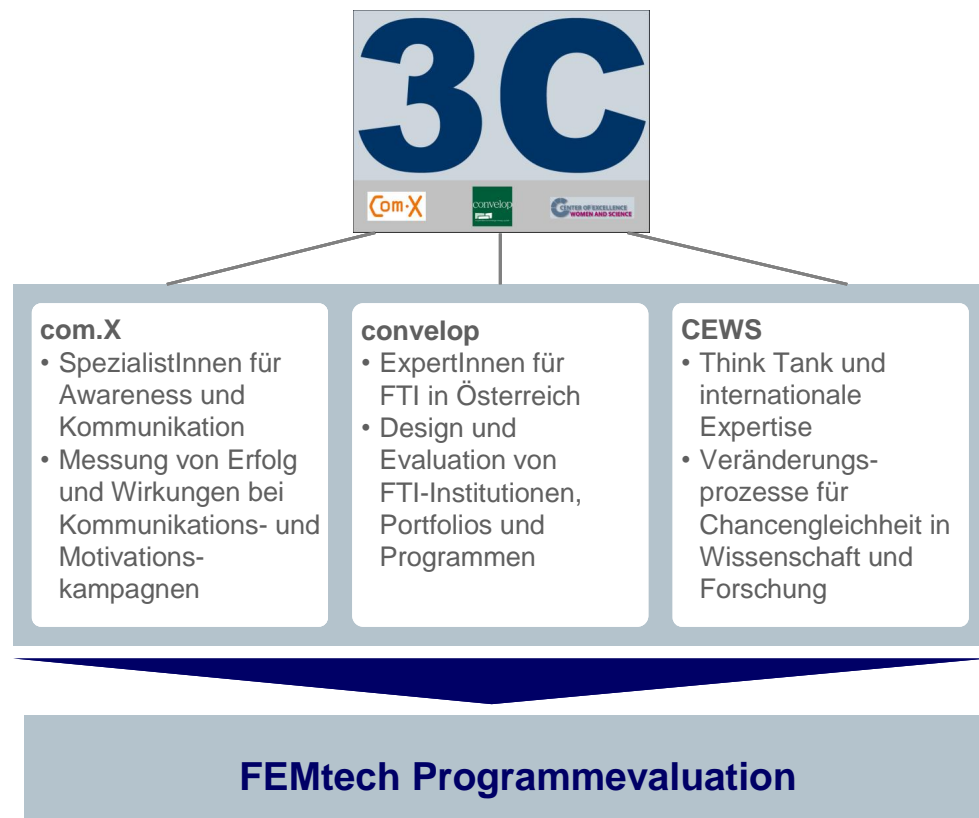 3C
Com·X
convelop
CENTER OF EXCELLENCE
WOMEN AND SCIENCE
com.X
• SpezialistInnen für
Awareness und
Kommunikation
• Messung von Erfolg
und Wirkungen bei
Kommunikations- und
Motivations-
kampagnen
convelop
• ExpertInnen für
FTI in Österreich
• Design und
Evaluation von
FTI-Institutionen,
Portfolios und
Programmen
CEWS
• Think Tank und
internationale
Expertise
• Veränderungs-
prozesse für
Chancengleichheit in
Wissenschaft und
Forschung
FEMtech Programmevaluation